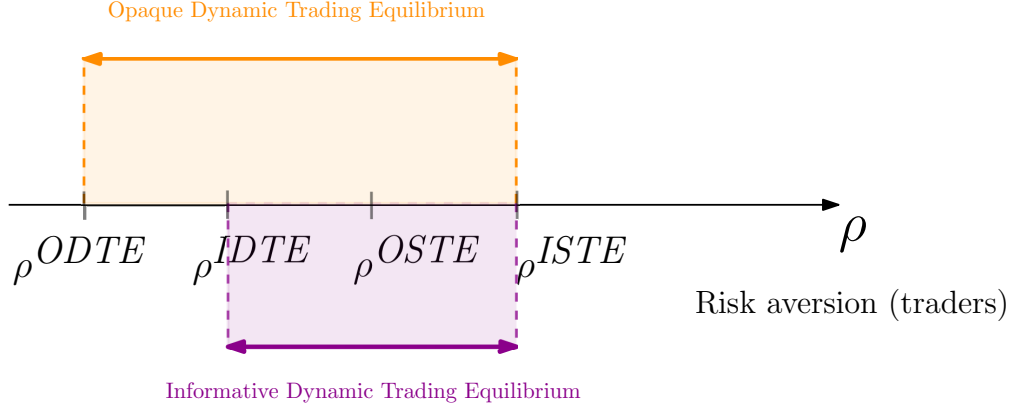 Opaque Dynamic Trading Equilibrium
ρ^ODTE ρ^IDTE ρ^OSTE ρ^ISTE ρ
Risk aversion (traders)
Informative Dynamic Trading Equilibrium